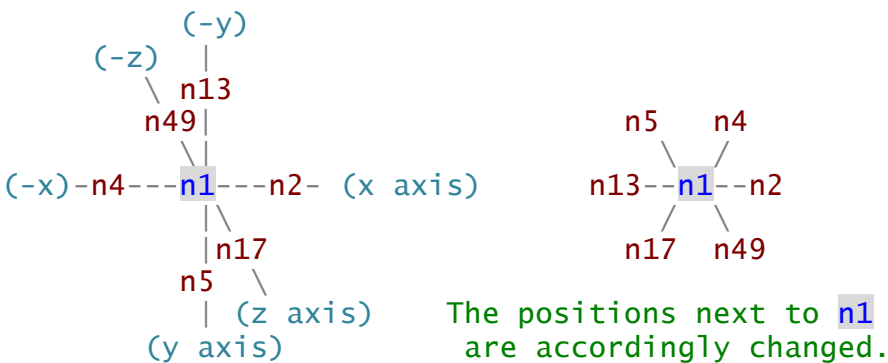 (-y)
(-z)
n13
n49 n5 n4
(-x)-n4---n1---n2- (x axis) n13--n1--n2
n17 n17 n49
n5
(z axis) The positions next to n1
(y axis) are accordingly changed.